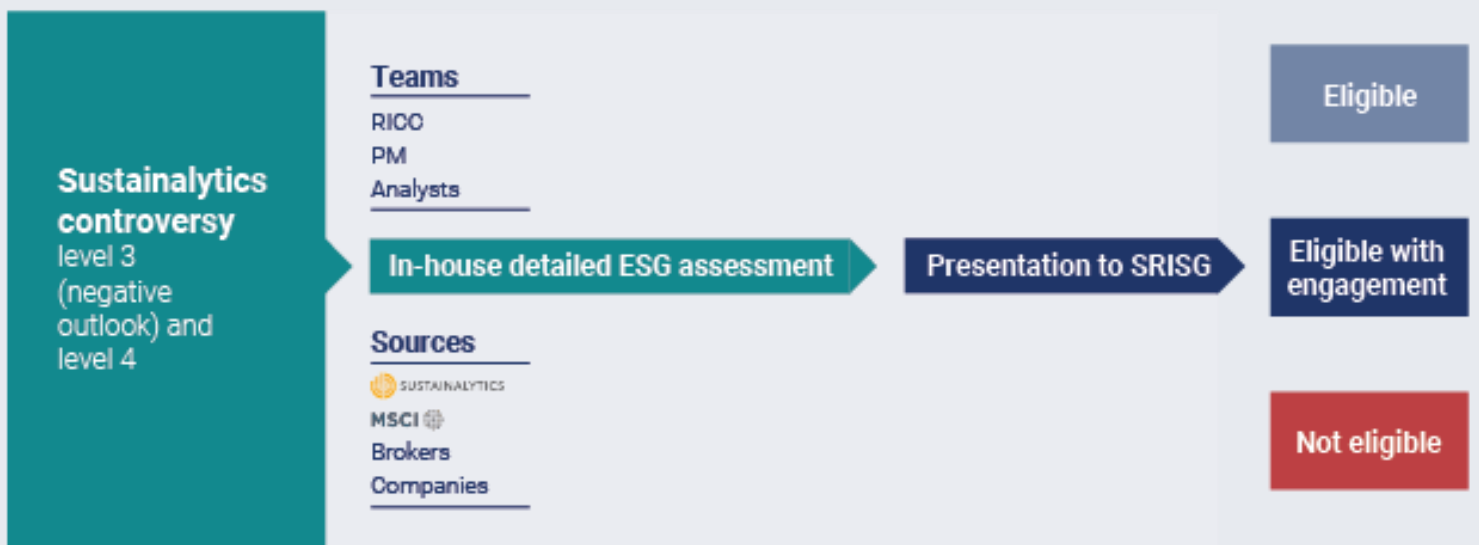 Sustainalytics
controversy
level 3
(negative
outlook) and
level 4
Teams
RICC
PM
Analysts
In-house detailed ESG assessment
Presentation to SRISG
Sources
SUSTAINALYTICS
MSCI
Brokers
Companies
Eligible
Eligible with
engagement
Not eligible